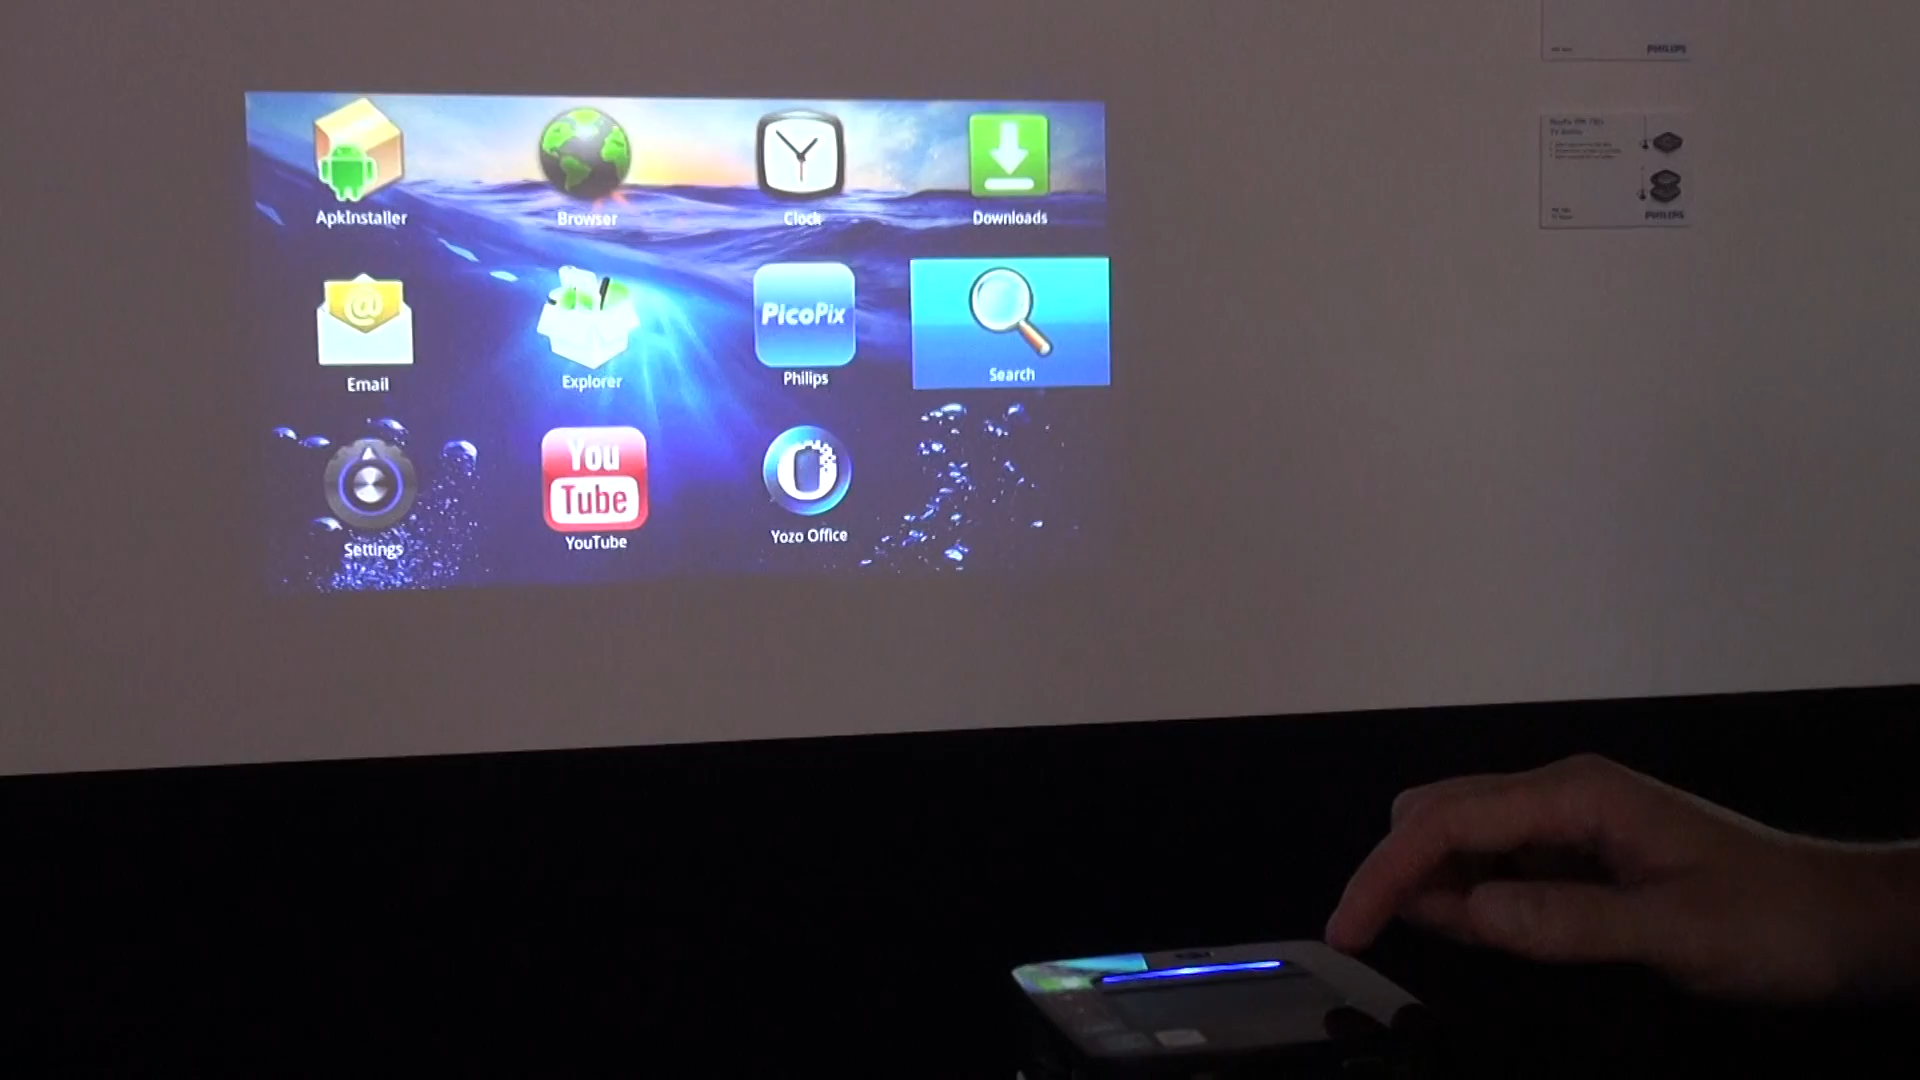 PHILIPS
ApkInstaller
Browser
Clock
Downloads
PHILIPS
@
Email
Explorer
PicoPix
Philips
Search
Settings
You
Tube
YouTube
Yozo Office